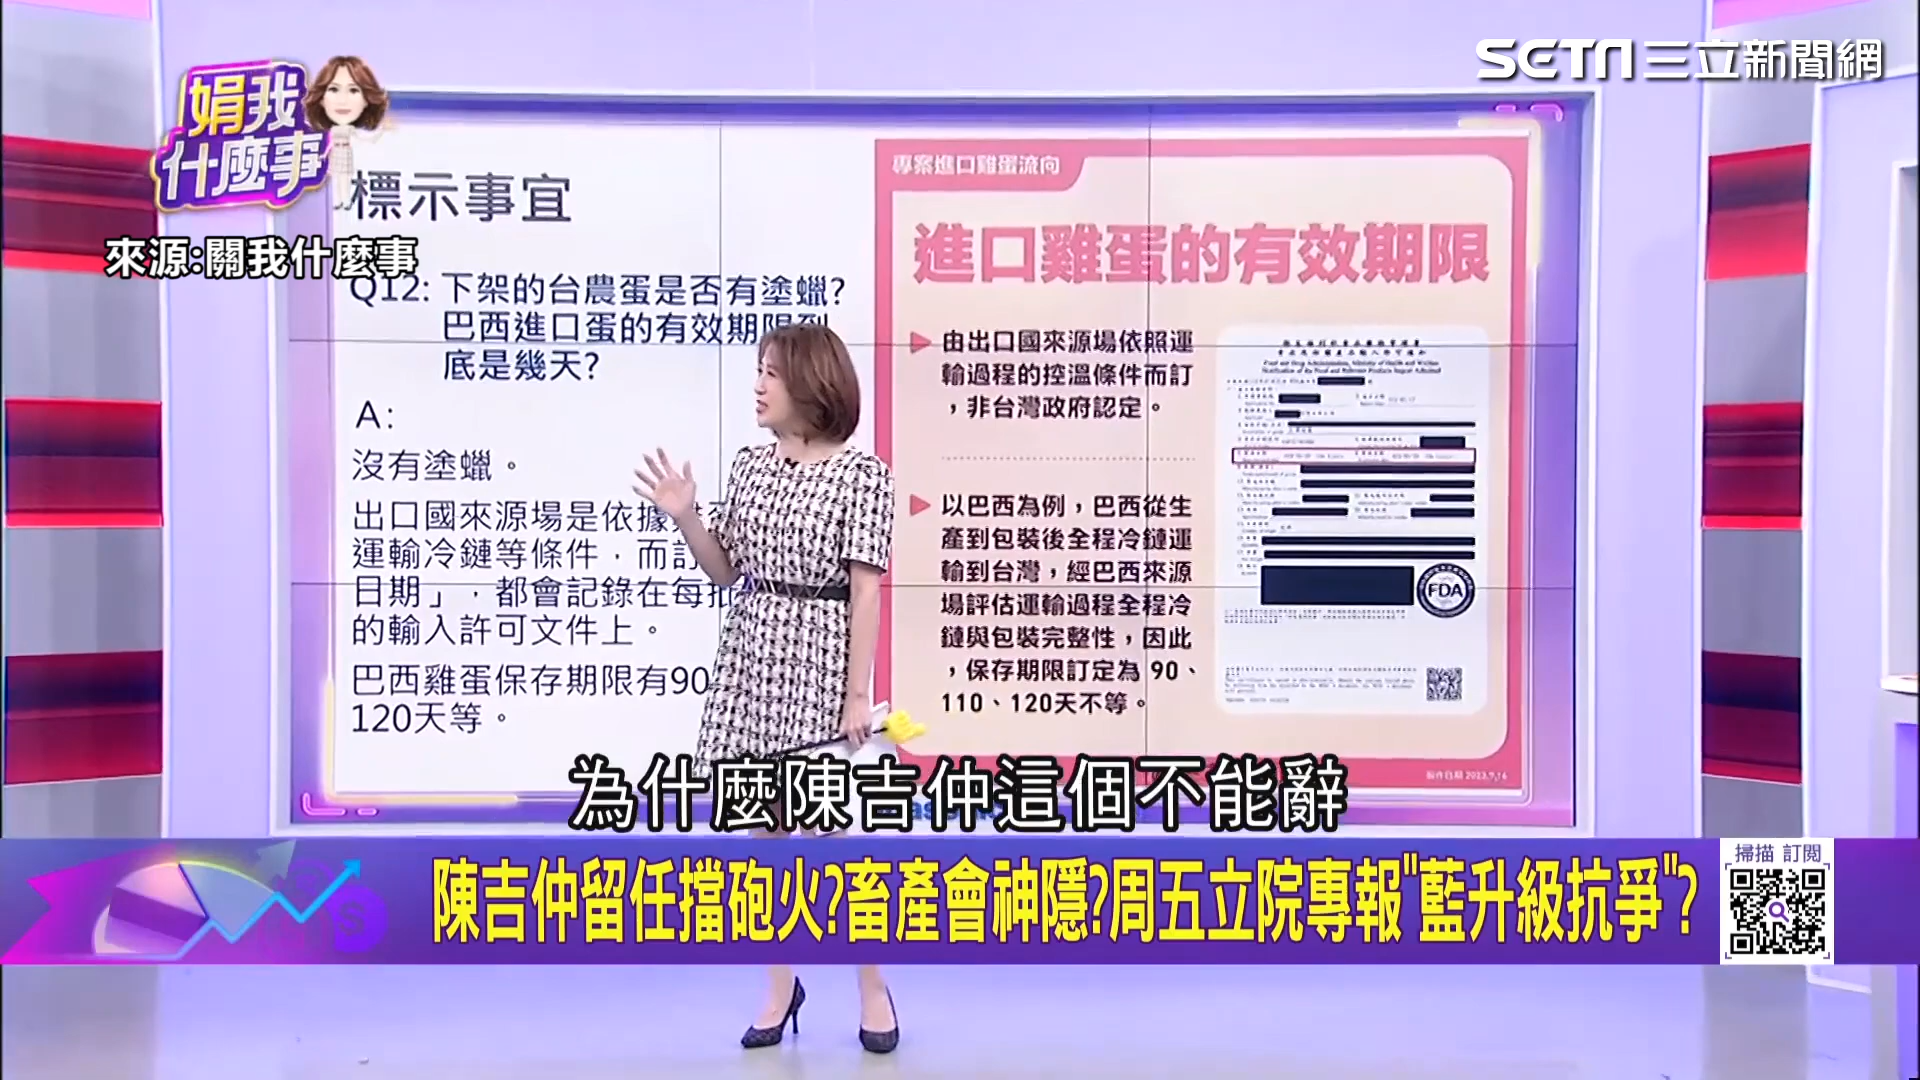 SETN三立新聞網
娟我
什麼事
來源:關我什麼事
標示事宜
Q12: 下架的台農蛋是否有塗蠟?
巴西進口蛋的有效期限到
底是幾天?
A:
沒有塗蠟。
出口國來源場是依據
運輸冷鏈等條件，而訂
日期」，都會記錄在每批
的輸入許可文件上。
巴西雞蛋保存期限有90
120天等。
專案進口雞蛋流向
進口雞蛋的有效期限
由出口國來源場依照運
輸過程的控溫條件而訂
，非台灣政府認定。
以巴西為例，巴西從生
產到包裝後全程冷鏈運
輸到台灣，經巴西來源
場評估運輸過程全程冷
鏈與包裝完整性，因此
，保存期限訂定為 90、
110、120天不等。
FDA
製作日期 2023.9.16
為什麼陳吉仲這個不能辭
陳吉仲留任擋砲火?畜產會神隱?周五立院專報"藍升級抗爭"?
掃描 訂閱